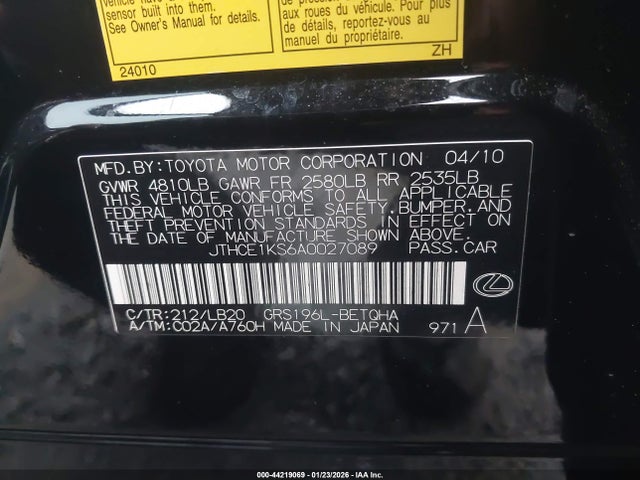 sensor built into them.
See Owner's Manual for
details.
24010
aux roues du véhicule. Pour plus
de détails, reportez-vous au
manuel du propriétaire.
ZH
MFD.BY:TOYOTA MOTOR CORPORATION 04/10
GVWR 4810LB GAWR FR 2580LB RR 2535LB
THIS VEHICLE CONFORMS TO ALL APPLICABLE
FEDERAL MOTOR VEHICLE SAFETY,BUMPER,AND
THEFT PREVENTION STANDARDS IN EFFECT ON
THE DATE OF MANUFACTURE SHOWN ABOVE.
JTHCE1KS6A0027089 PASS.CAR
C/TR:212/LB20 GRS196L-BETQHA
A/TM:C02A/A760H MADE IN JAPAN 971 A
000-44219069 - 01/23/2026 - IAAI, INC.